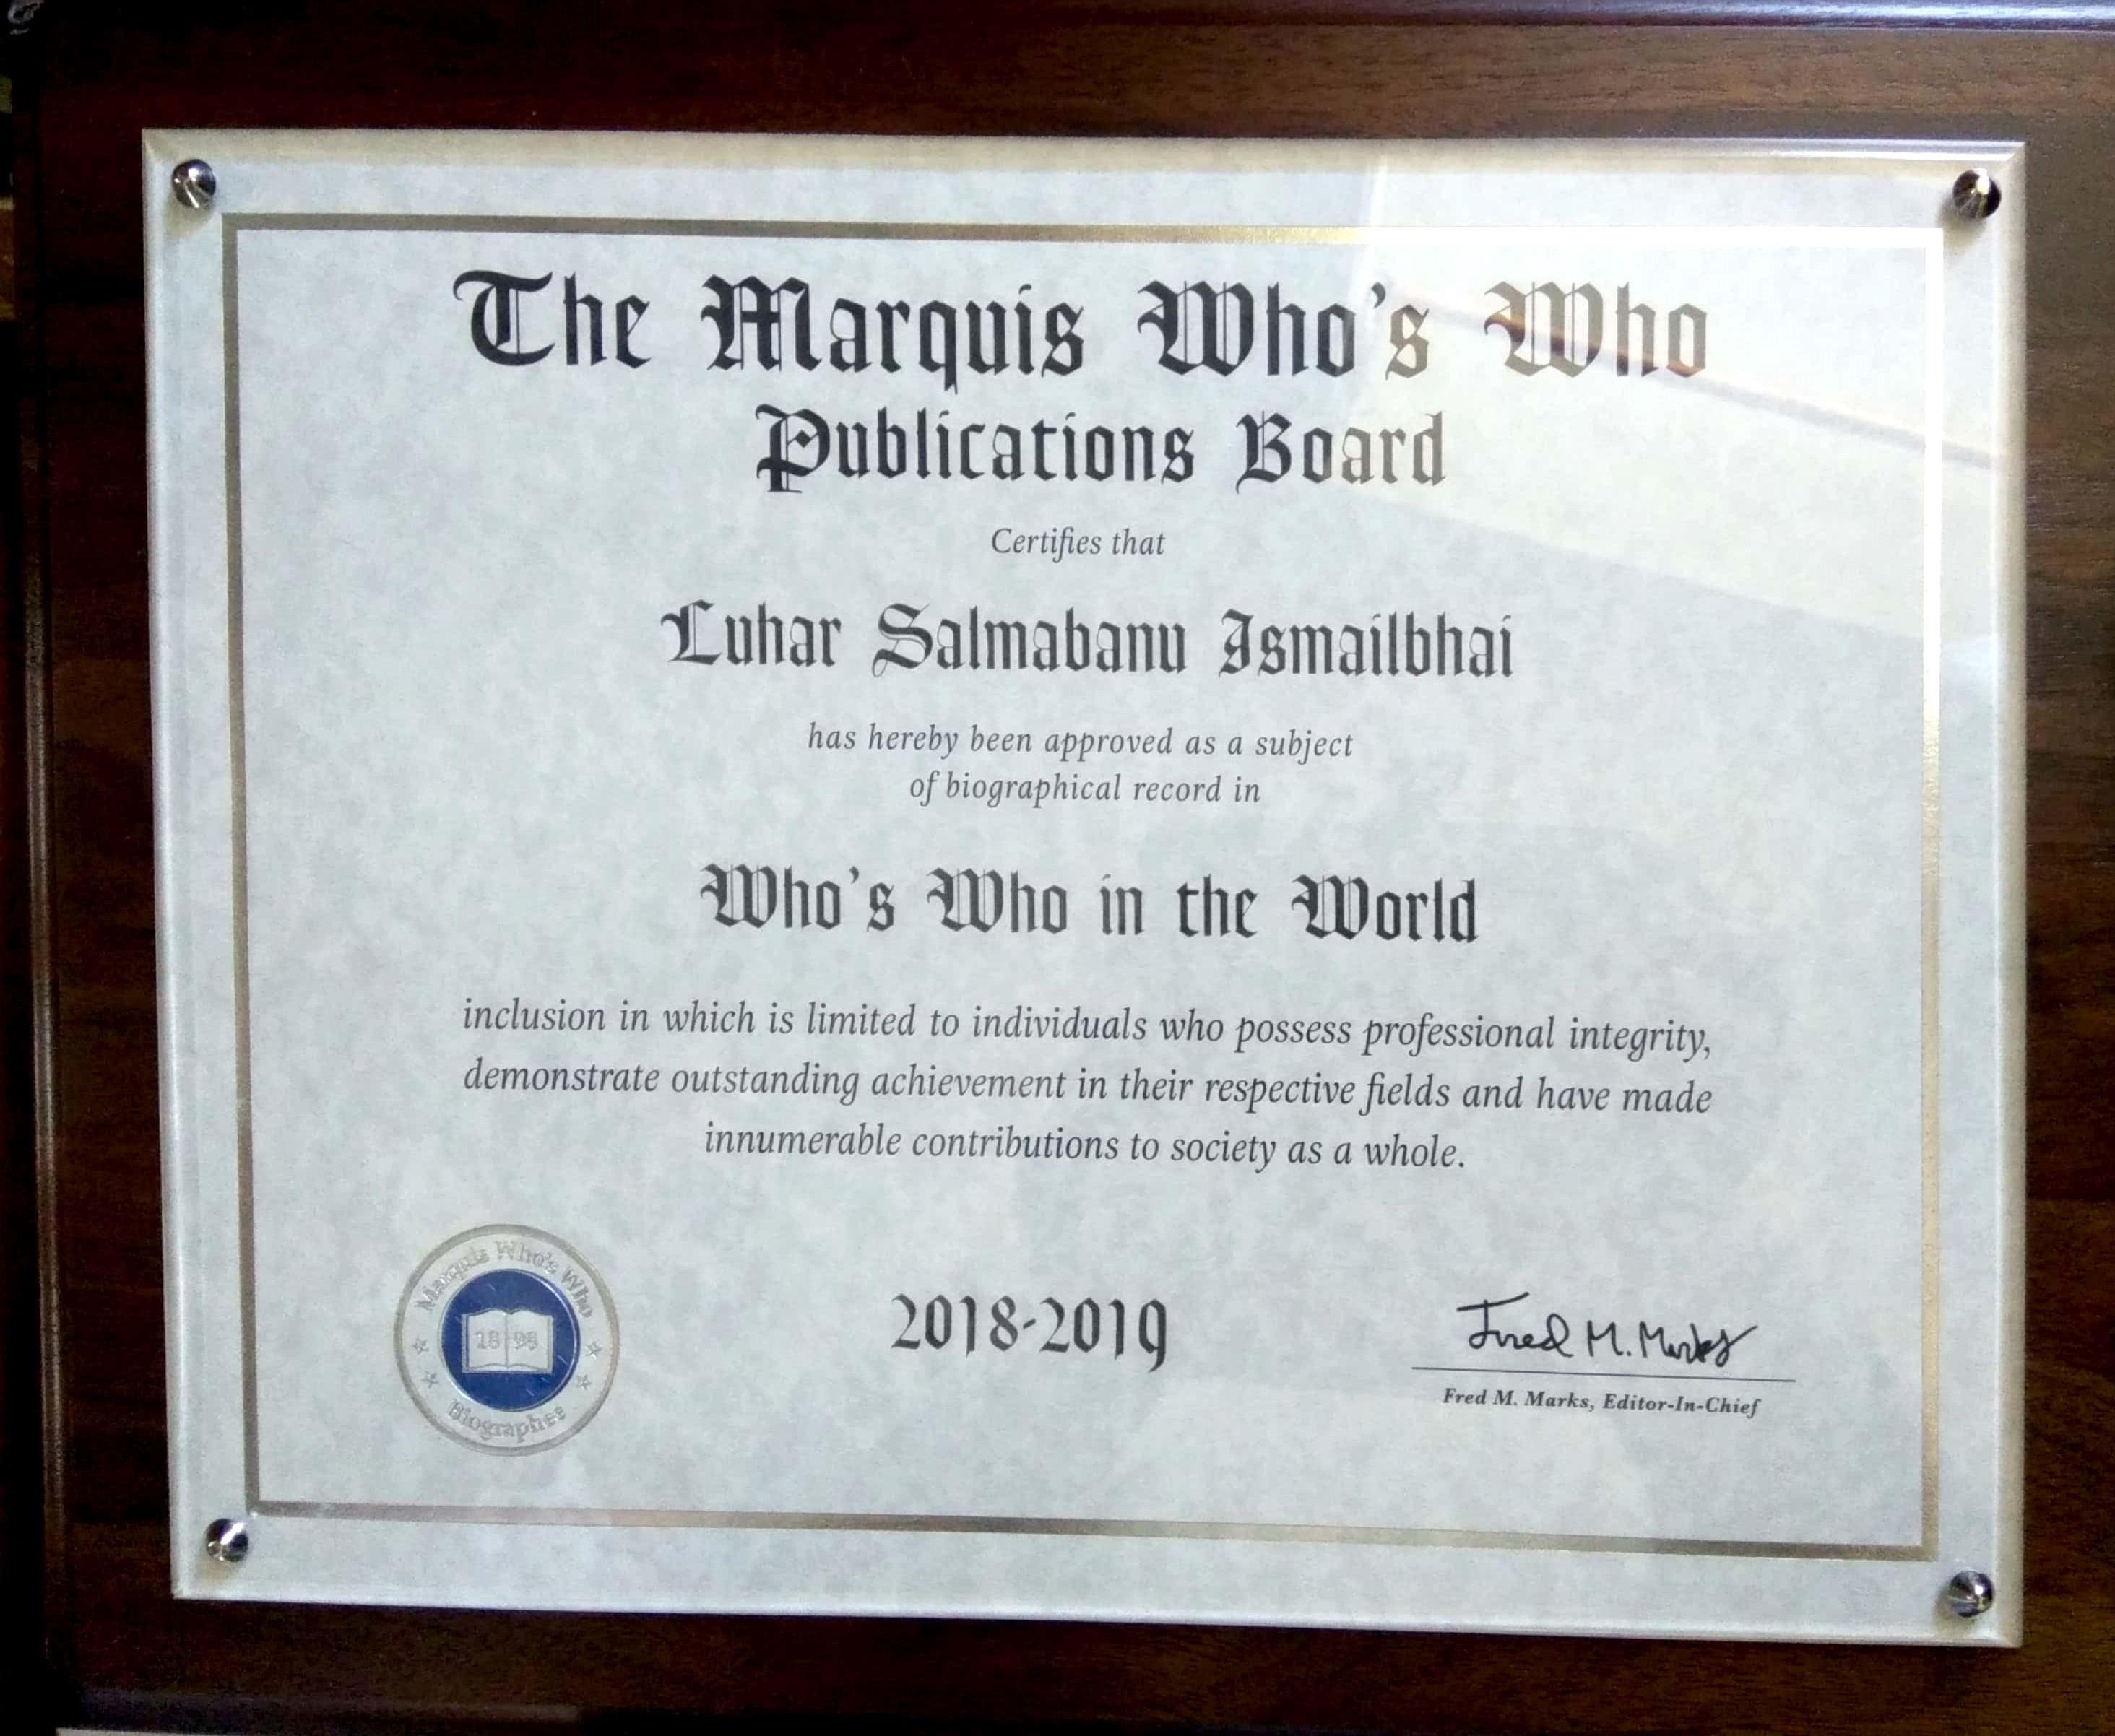 The Marquis Who's Who
Publications Board
Certifies that
Luhar Salmabanu Ismailbhai
has hereby been approved as a subject
of biographical record in
Who's Who in the World
inclusion in which is limited to individuals who possess professional integrity,
demonstrate outstanding achievement in their respective fields and have made
innumerable contributions to society as a whole.
Marquis Who's Who
18 98
Biographee
2018-2019
Fred M. Marks
Fred M. Marks, Editor-In-Chief